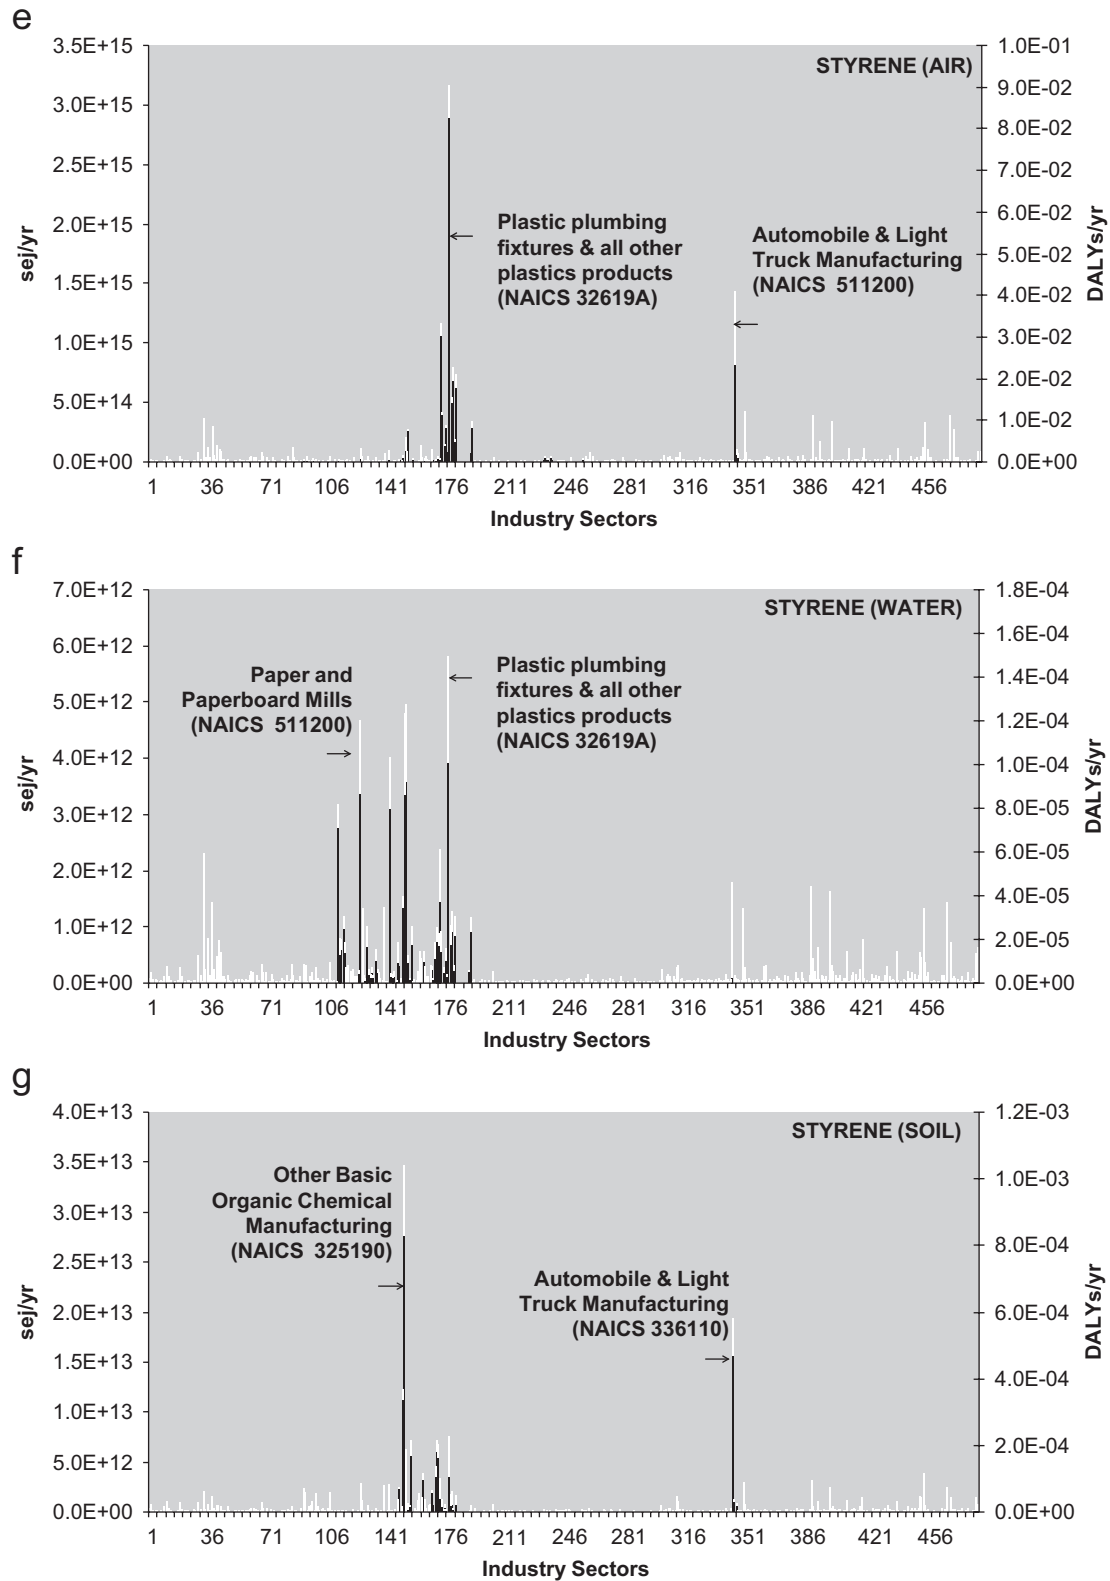 e
STYRENE (AIR)
3.5E+15
3.0E+15
2.5E+15
2.0E+15
1.5E+15
1.0E+15
5.0E+14
0.0E+00
sej/yr
Plastic plumbing
fixtures & all other
plastics products
(NAICS 32619A)
Automobile & Light
Truck Manufacturing
(NAICS 511200)
1.0E-01
9.0E-02
8.0E-02
7.0E-02
6.0E-02
5.0E-02
4.0E-02
3.0E-02
2.0E-02
1.0E-02
0.0E+00
DALYs/yr
1 36 71 106 141 176 211 246 281 316 351 386 421 456
Industry Sectors
f
STYRENE (WATER)
7.0E+12
6.0E+12
5.0E+12
4.0E+12
3.0E+12
2.0E+12
1.0E+12
0.0E+00
sej/yr
Paper and
Paperboard Mills
(NAICS 511200)
Plastic plumbing
fixtures & all other
plastics products
(NAICS 32619A)
1.8E-04
1.6E-04
1.4E-04
1.2E-04
1.0E-04
8.0E-05
6.0E-05
4.0E-05
2.0E-05
0.0E+00
DALYs/yr
1 36 71 106 141 176 211 246 281 316 351 386 421 456
Industry Sectors
g
STYRENE (SOIL)
4.0E+13
3.5E+13
3.0E+13
2.5E+13
2.0E+13
1.5E+13
1.0E+13
5.0E+12
0.0E+00
sej/yr
Other Basic
Organic Chemical
Manufacturing
(NAICS 325190)
Automobile & Light
Truck Manufacturing
(NAICS 336110)
1.2E-03
1.0E-03
8.0E-04
6.0E-04
4.0E-04
2.0E-04
0.0E+00
DALYs/yr
1 36 71 106 141 176 211 246 281 316 351 386 421 456
Industry Sectors